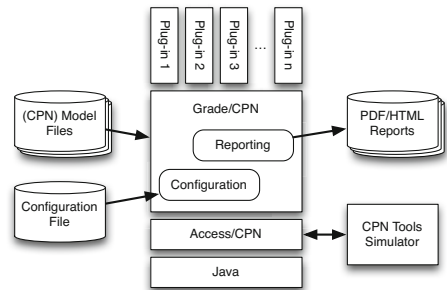 Plug-in 1
Plug-in 2
Plug-in 3
...
Plug-in n
(CPN) Model
Files
Grade/CPN
PDF/HTML
Reports
Reporting
Configuration
Configuration
File
Access/CPN
CPN Tools
Simulator
Java